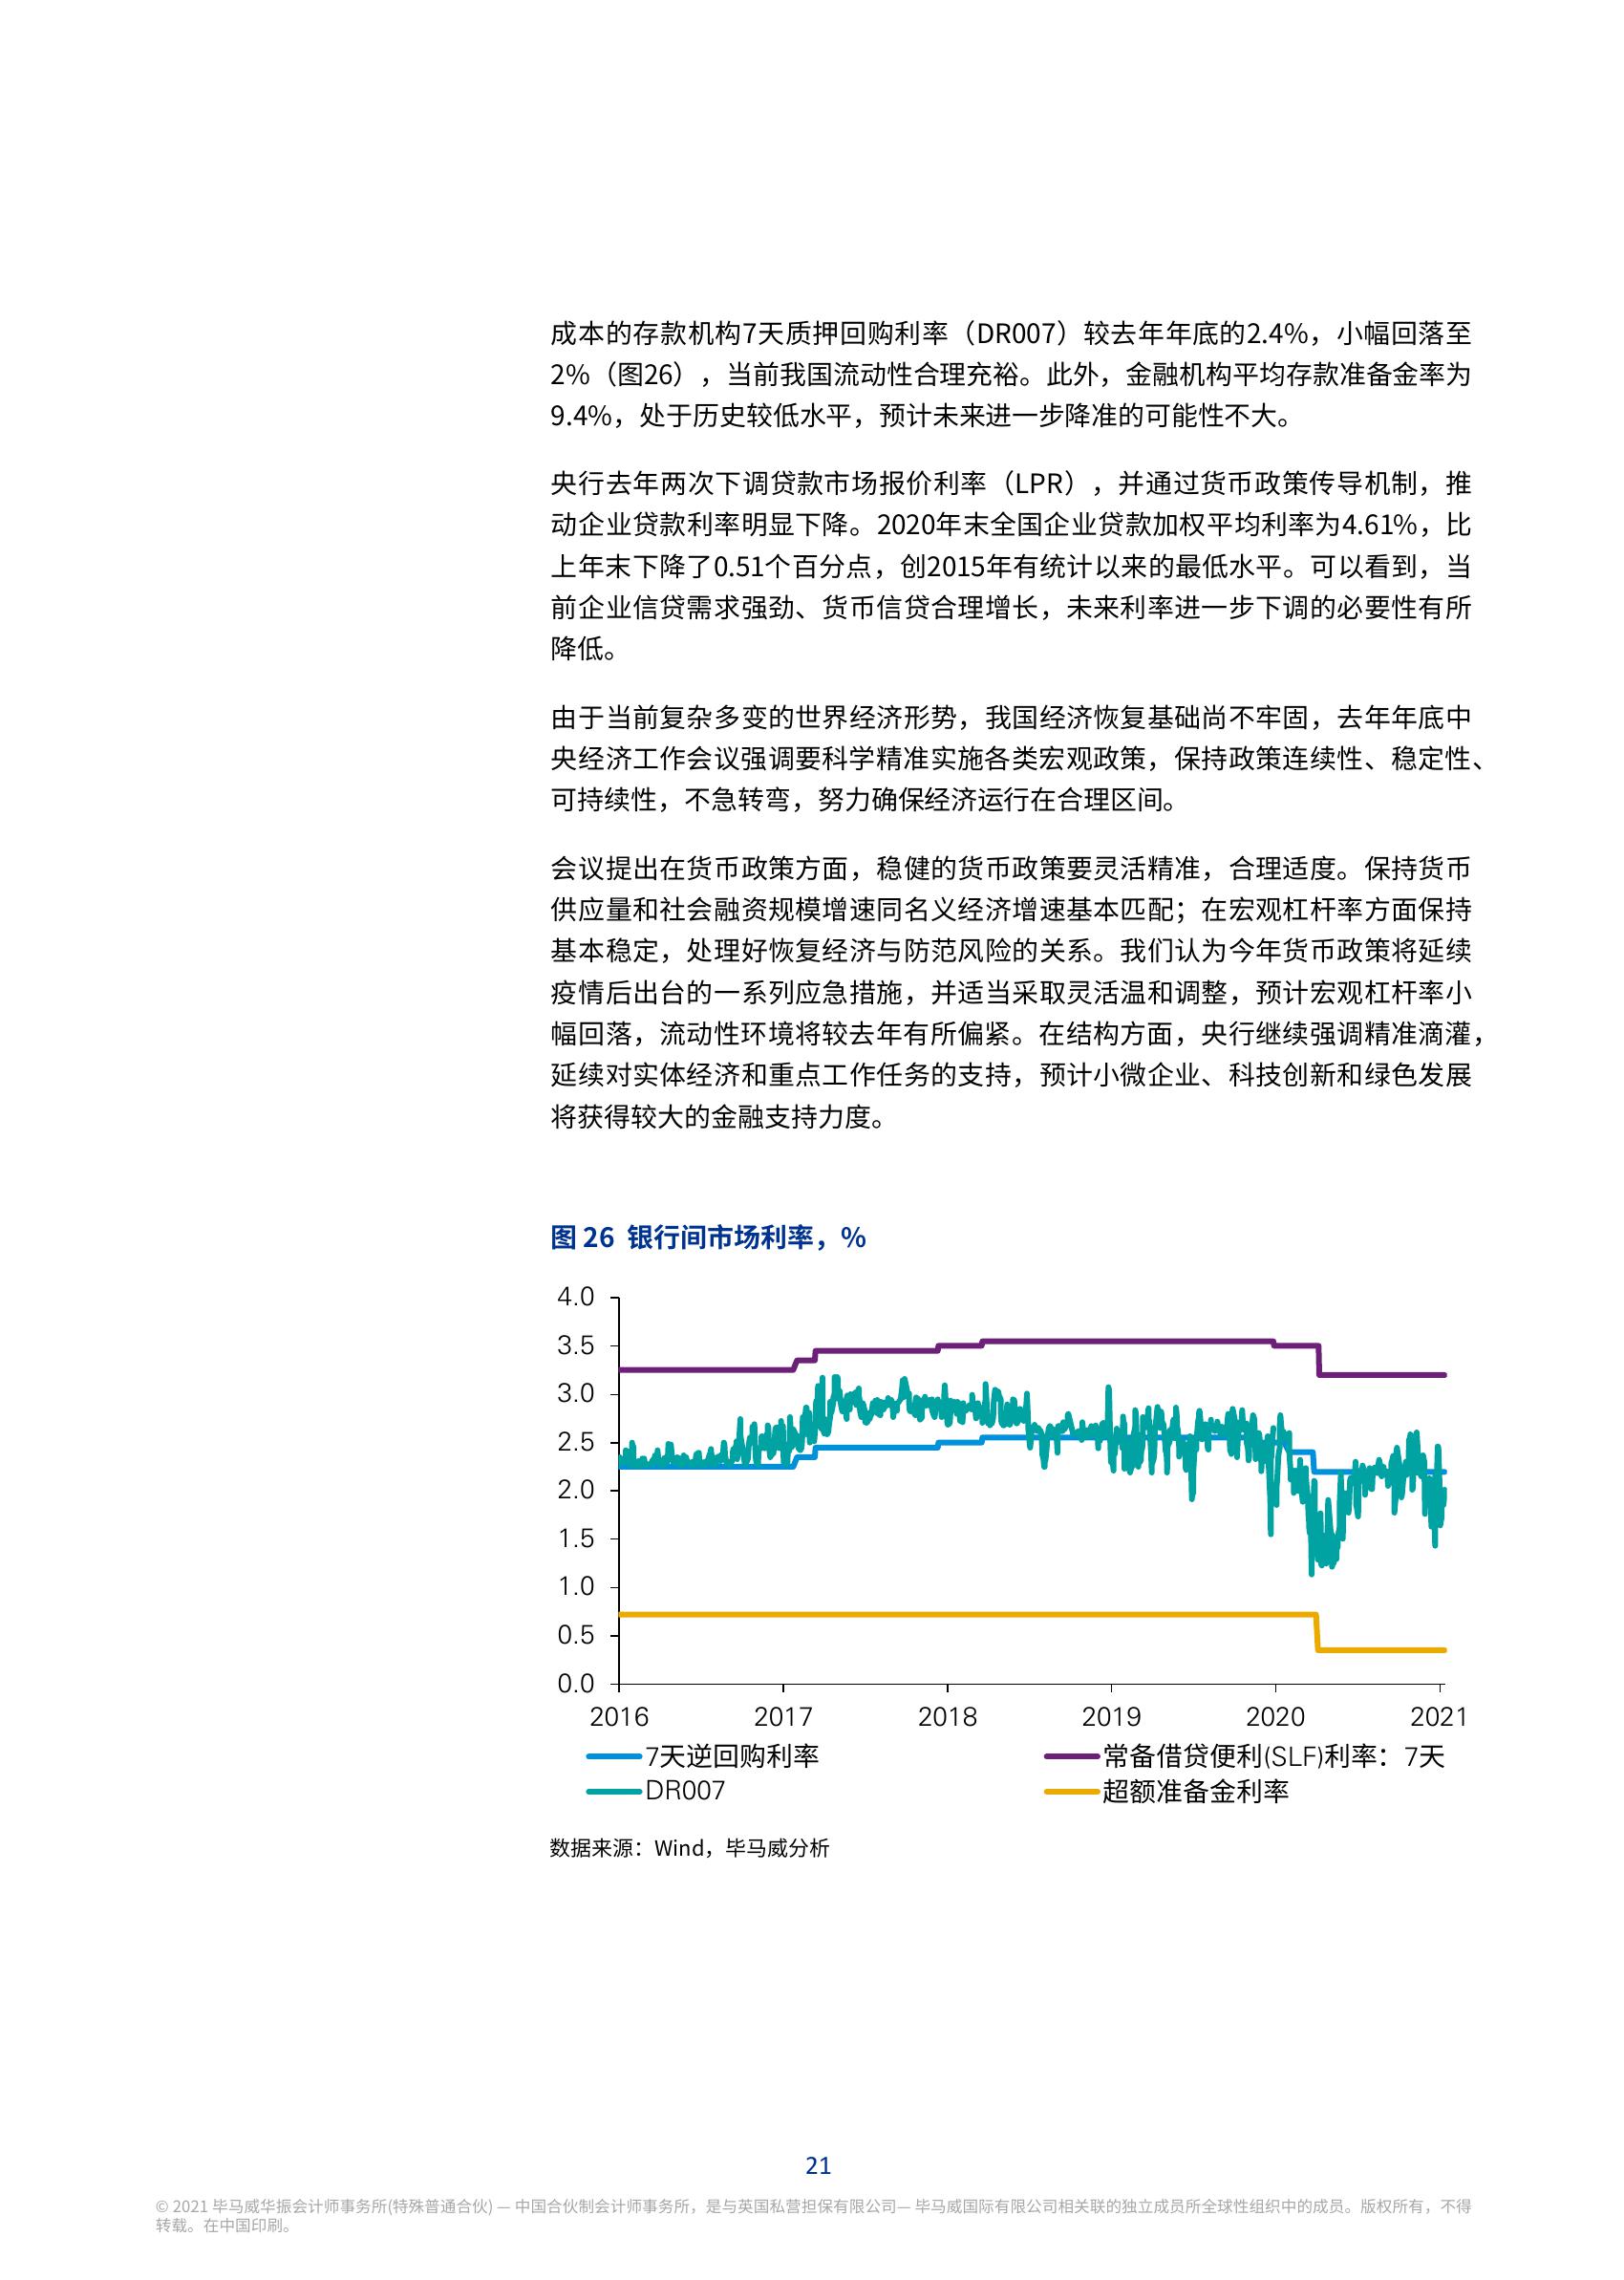 成本的存款机构7天质押回购利率（DR007）较去年年底的2.4%，小幅回落至
2%（图26），当前我国流动性合理充裕。此外，金融机构平均存款准备金率为
9.4%，处于历史较低水平，预计未来进一步降准的可能性不大。
央行去年两次下调贷款市场报价利率（LPR），并通过货币政策传导机制，推
动企业贷款利率明显下降。2020年末全国企业贷款加权平均利率为4.61%，比
上年末下降了0.51个百分点，创2015年有统计以来的最低水平。可以看到，当
前企业信贷需求强劲、货币信贷合理增长，未来利率进一步下调的必要性有所
降低。
由于当前复杂多变的世界经济形势，我国经济恢复基础尚不牢固，去年年底中
央经济工作会议强调要科学精准实施各类宏观政策，保持政策连续性、稳定性、
可持续性，不急转弯，努力确保经济运行在合理区间。
会议提出在货币政策方面，稳健的货币政策要灵活精准，合理适度。保持货币
供应量和社会融资规模增速同名义经济增速基本匹配；在宏观杠杆率方面保持
基本稳定，处理好恢复经济与防范风险的关系。我们认为今年货币政策将延续
疫情后出台的一系列应急措施，并适当采取灵活温和调整，预计宏观杠杆率小
幅回落，流动性环境将较去年有所偏紧。在结构方面，央行继续强调精准滴灌，
延续对实体经济和重点工作任务的支持，预计小微企业、科技创新和绿色发展
将获得较大的金融支持力度。
图 26 银行间市场利率，%
4.0
3.5
3.0
2.5
2.0
1.5
1.0
0.5
0.0
2016 2017 2018 2019 2020 2021
7天逆回购利率 常备借贷便利(SLF)利率：7天
DR007 超额准备金利率
数据来源：Wind，毕马威分析
21
© 2021 毕马威华振会计师事务所(特殊普通合伙) — 中国合伙制会计师事务所，是与英国私营担保有限公司— 毕马威国际有限公司相关联的独立成员所全球性组织中的成员。版权所有，不得
转载。在中国印刷。